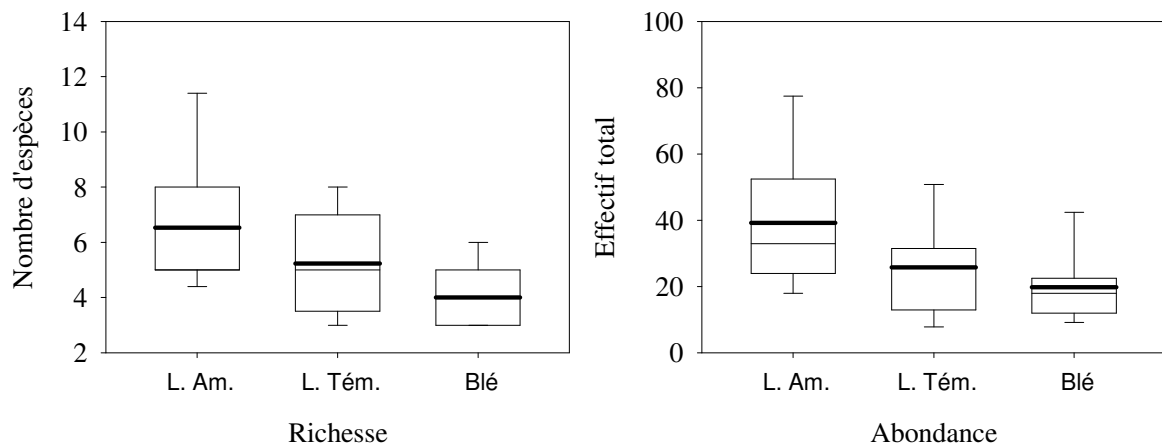 Nombre d'espèces
14
12
10
8
6
4
2
L. Am. L. Tém. Blé
Richesse
Effectif total
100
80
60
40
20
0
L. Am. L. Tém. Blé
Abondance